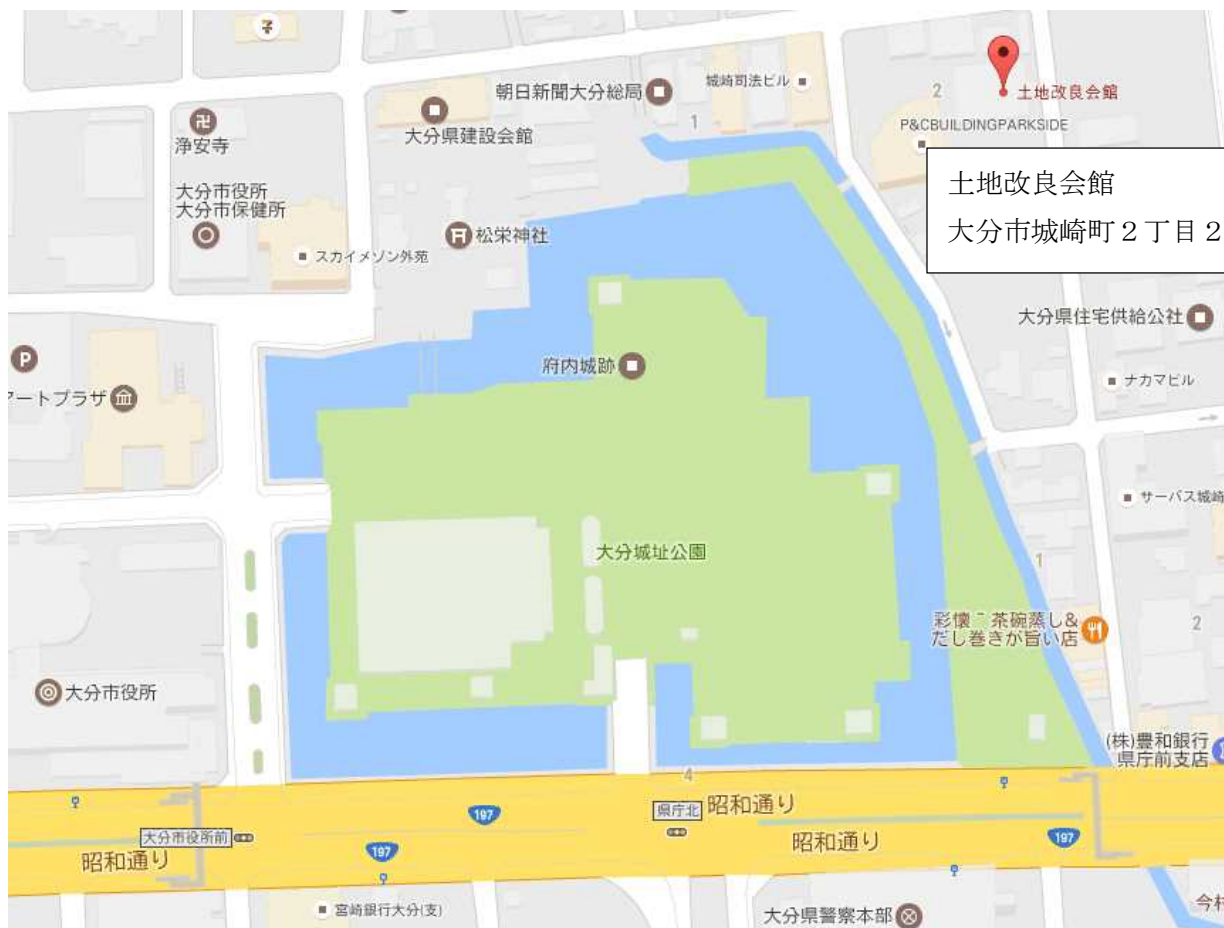 朝日新聞大分総局
城崎司法ビル
2
土地改良会館
大分県建設会館
1
P&CBUILDINGPARKSIDE
浄安寺
土地改良会館
大分市城崎町2丁目2
大分市役所
大分市保健所
松栄神社
スカイメゾン外苑
大分県住宅供給公社
P
府内城跡
ナカマビル
アートプラザ
サーパス城崎
大分城址公園
1
彩懐~茶碗蒸し&
だし巻きが旨い店
2
大分市役所
(株)豊和銀行
県庁前支店
4
197
県庁北
昭和通り
大分市役所前
昭和通り
197
昭和通り
197
宮崎銀行大分(支)
大分県警察本部
今村